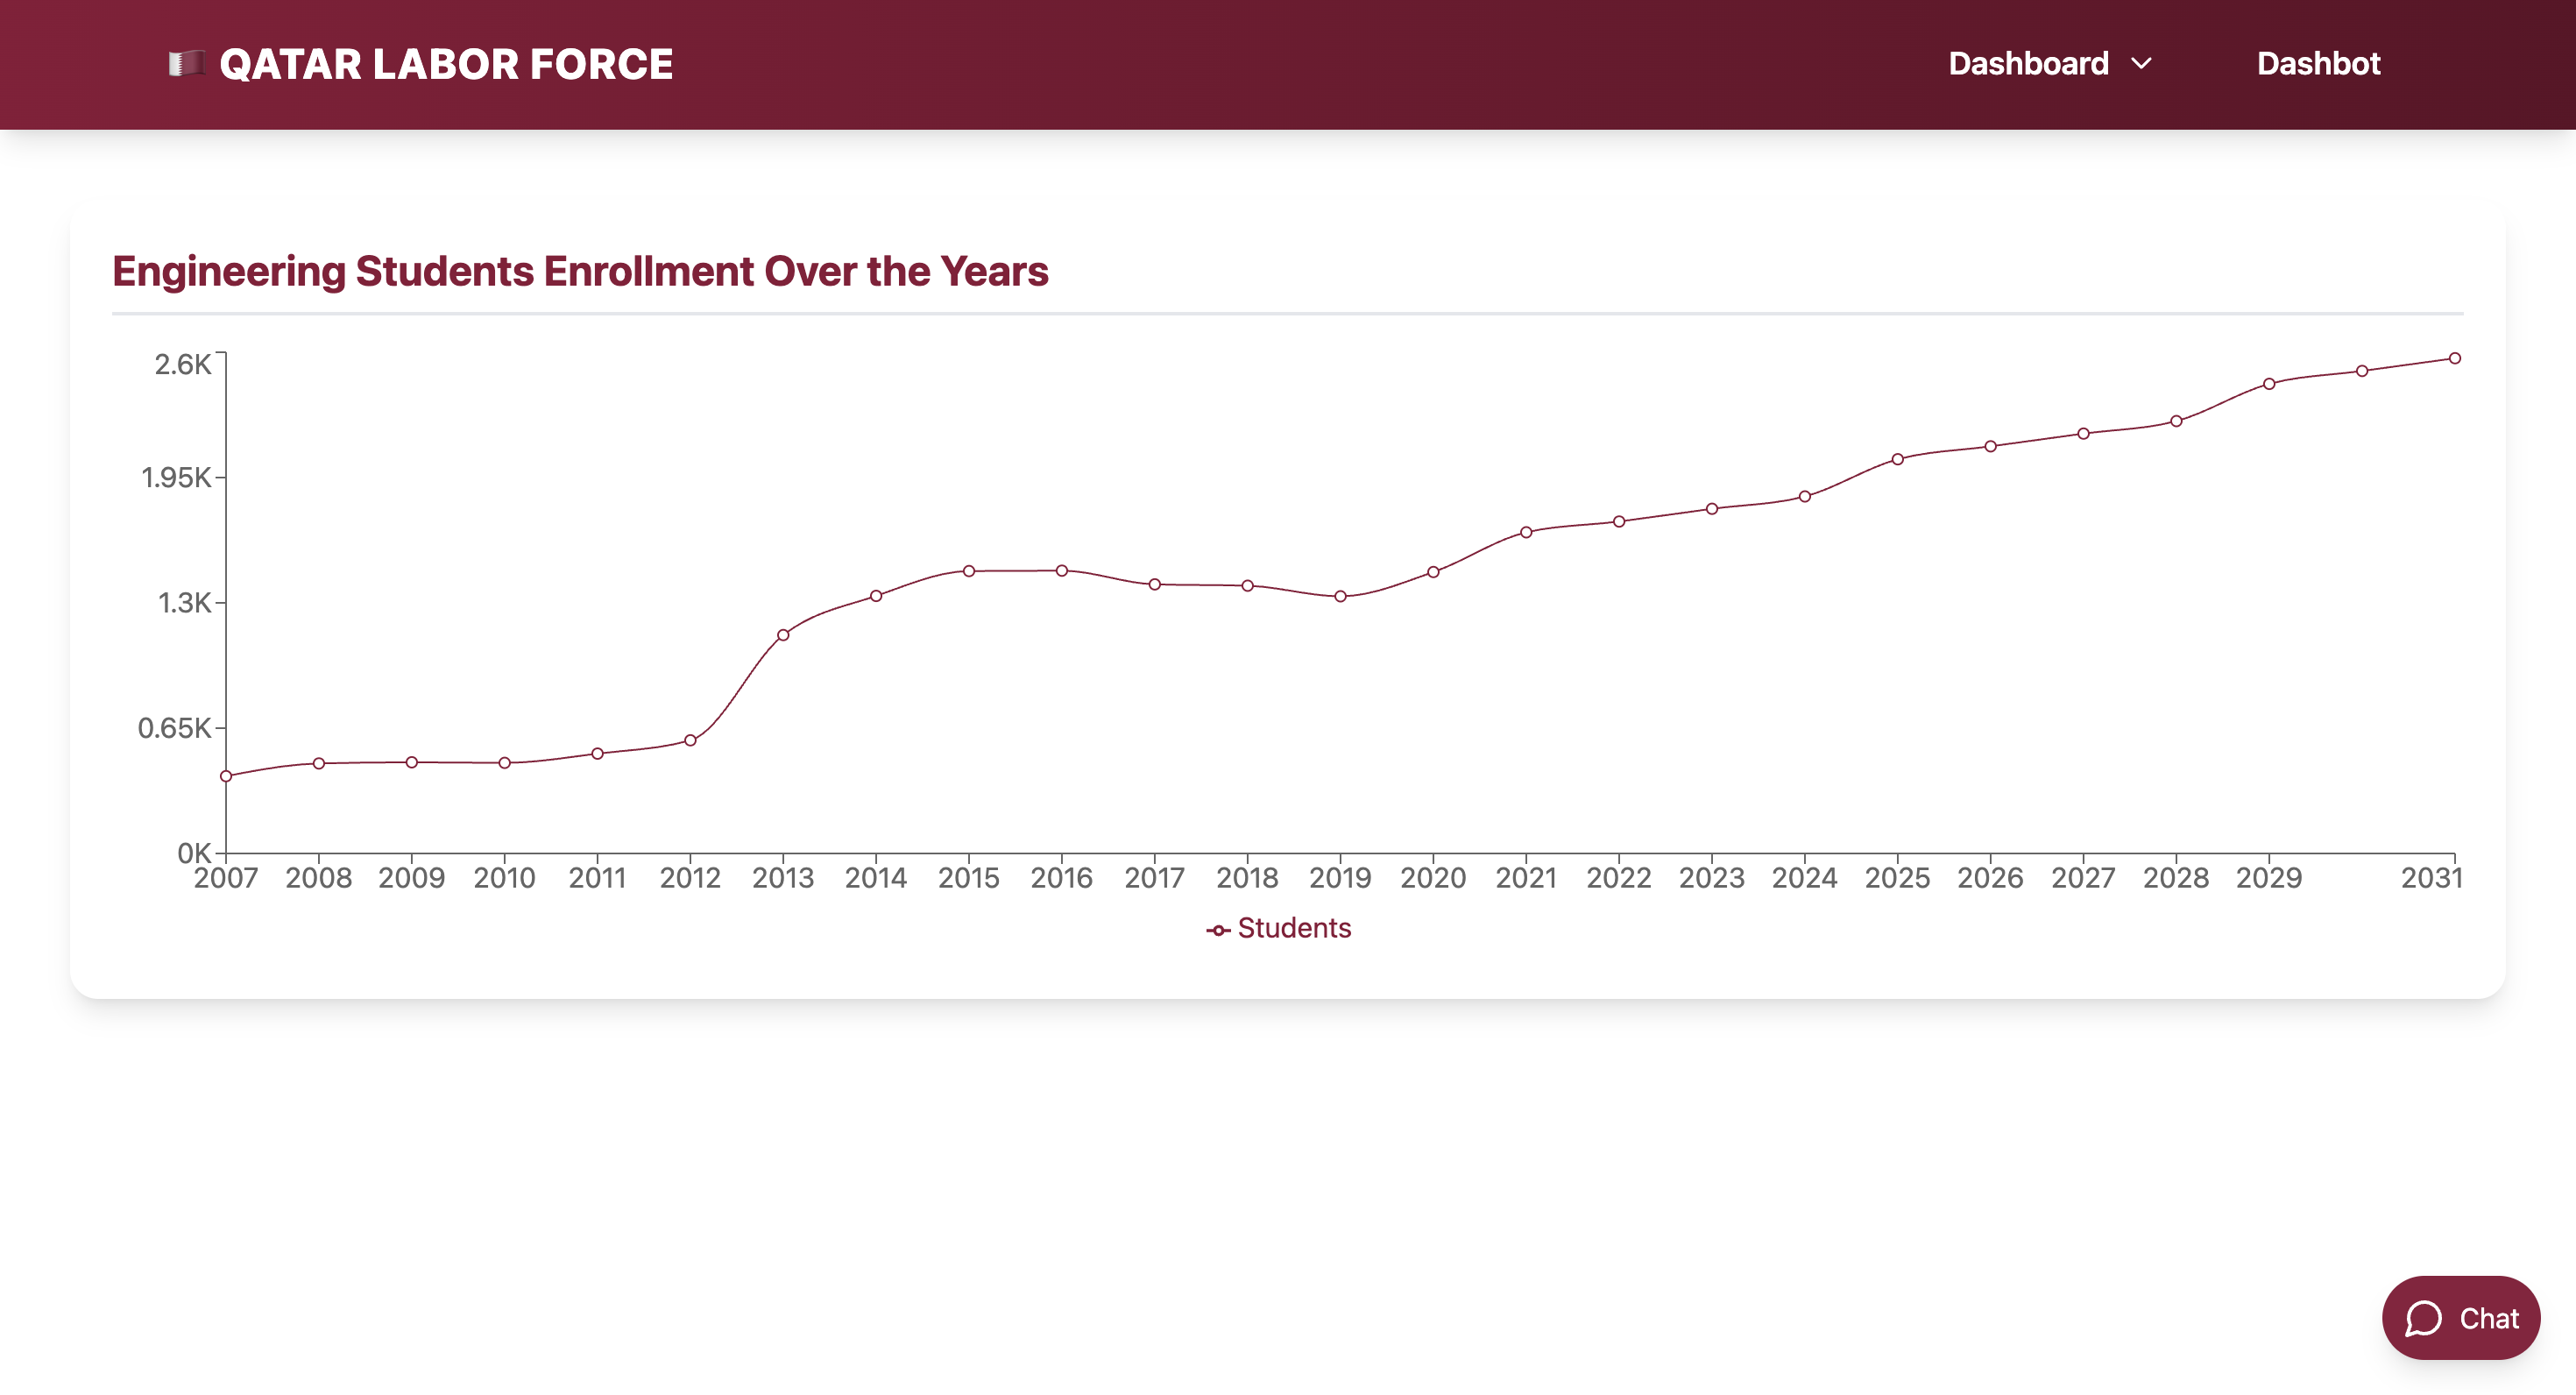 QATAR LABOR FORCE
Dashboard
Dashbot
Engineering Students Enrollment Over the Years
2.6K
1.95K
1.3K
0.65K
0K
2007 2008 2009 2010 2011 2012 2013 2014 2015 2016 2017 2018 2019 2020 2021 2022 2023 2024 2025 2026 2027 2028 2029 2031
Students
Chat